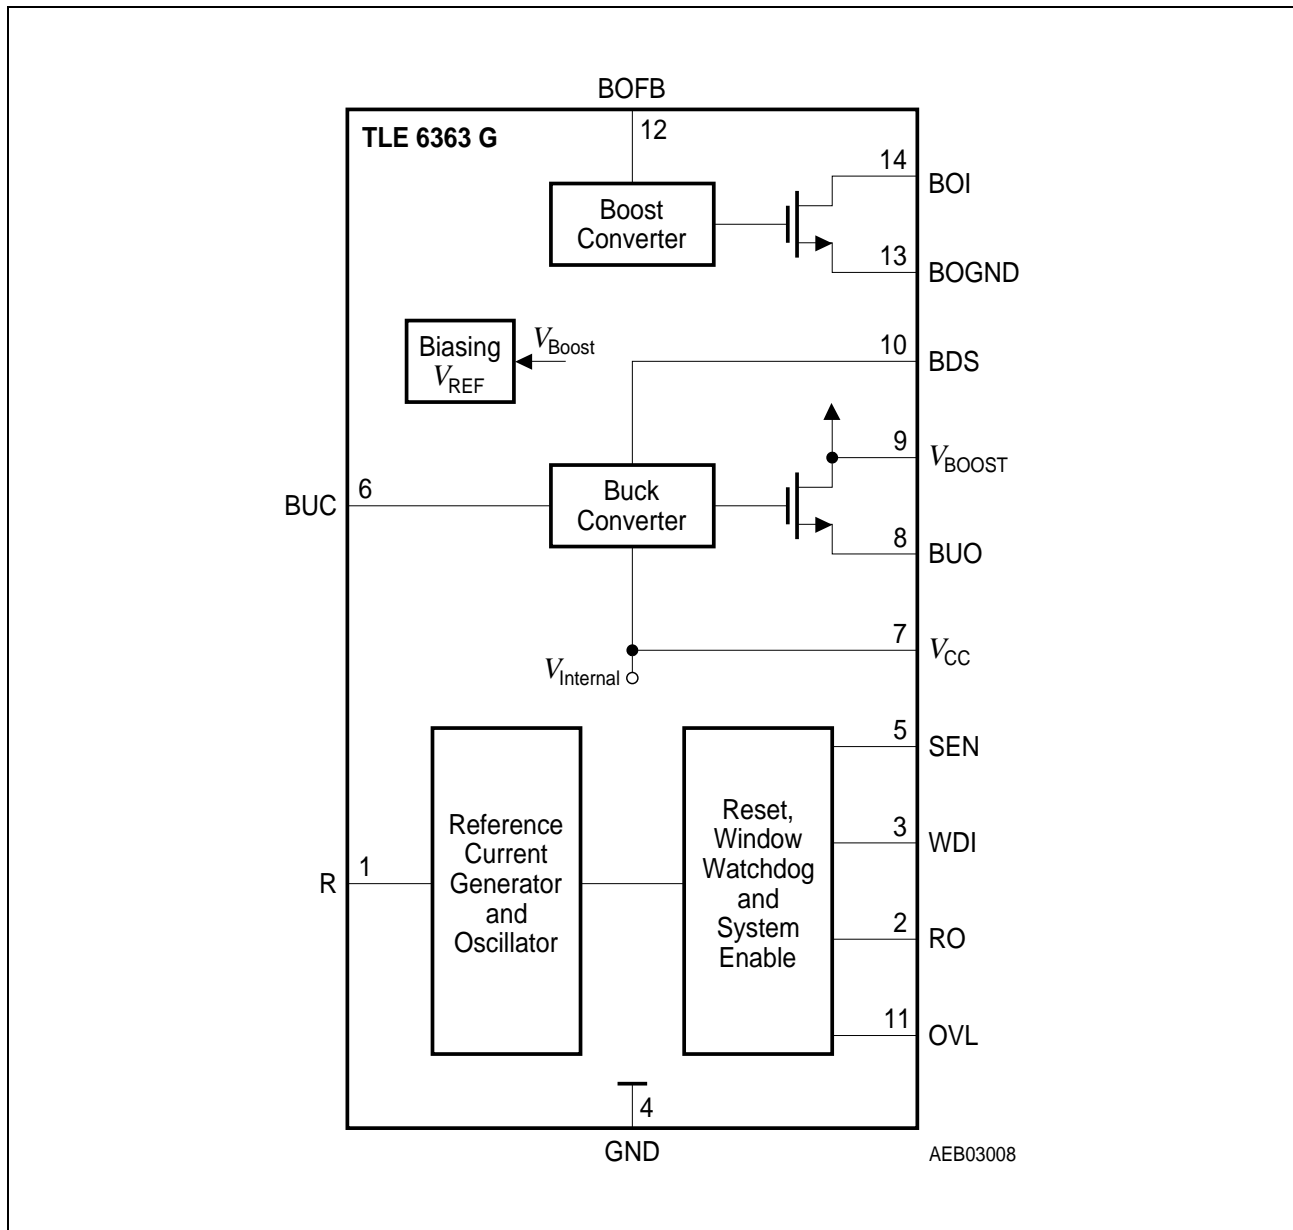 BOFB
TLE 6363 G
12
14
BOI
Boost
Converter
13
BOGND
Biasing
VREF
VBoost
10
BDS
9
VBOOST
BUC
6
Buck
Converter
8
BUO
7
VCC
VInternal
5
SEN
Reference
Current
Generator
and
Oscillator
Reset,
Window
Watchdog
and
System
Enable
3
WDI
R
1
2
RO
11
OVL
4
GND
AEB03008